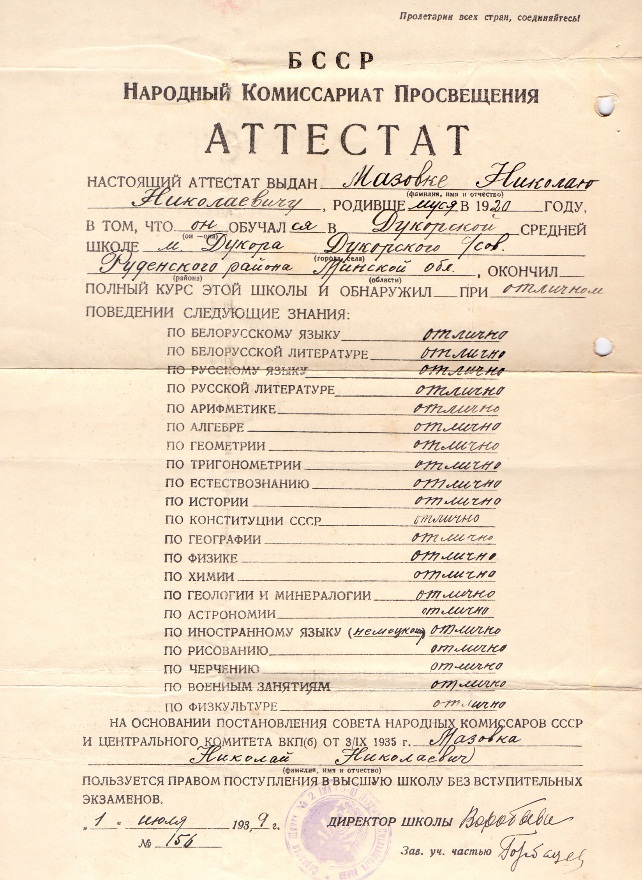 Пролетарии всех стран, соединяйтесь!
БССР
Народный Комиссариат Просвещения
АТТЕСТАТ
НАСТОЯЩИЙ АТТЕСТАТ ВЫДАН Мазовке Николаю
(фамилия, имя и отчество)
Николаевичу, РОДИВШЕМУСЯ В 1920 ГОДУ,
В ТОМ, ЧТО он ОБУЧАЛСЯ В Дукорской СРЕДНЕЙ
(он—она)
ШКОЛЕ м. Дукора Дукорского с/сов.
(города, села)
Руденского района Минской обл., ОКОНЧИЛ
(района) (области)
ПОЛНЫЙ КУРС ЭТОЙ ШКОЛЫ И ОБНАРУЖИЛ ПРИ отличном
ПОВЕДЕНИИ СЛЕДУЮЩИЕ ЗНАНИЯ:
ПО БЕЛОРУССКОМУ ЯЗЫКУ отлично
ПО БЕЛОРУССКОЙ ЛИТЕРАТУРЕ отлично
ПО РУССКОМУ ЯЗЫКУ отлично
ПО РУССКОЙ ЛИТЕРАТУРЕ отлично
ПО АРИФМЕТИКЕ отлично
ПО АЛГЕБРЕ отлично
ПО ГЕОМЕТРИИ отлично
ПО ТРИГОНОМЕТРИИ отлично
ПО ЕСТЕСТВОЗНАНИЮ отлично
ПО ИСТОРИИ отлично
ПО КОНСТИТУЦИИ СССР отлично
ПО ГЕОГРАФИИ отлично
ПО ФИЗИКЕ отлично
ПО ХИМИИ отлично
ПО ГЕОЛОГИИ И МИНЕРАЛОГИИ отлично
ПО АСТРОНОМИИ отлично
ПО ИНОСТРАННОМУ ЯЗЫКУ (немецкий) отлично
ПО РИСОВАНИЮ отлично
ПО ЧЕРЧЕНИЮ отлично
ПО ВОЕННЫМ ЗАНЯТИЯМ отлично
ПО ФИЗКУЛЬТУРЕ отлично
НА ОСНОВАНИИ ПОСТАНОВЛЕНИЯ СОВЕТА НАРОДНЫХ КОМИССАРОВ СССР
И ЦЕНТРАЛЬНОГО КОМИТЕТА ВКП(б) ОТ 3/IX 1935 г. Мазовка
Николай Николаевич
(фамилия, имя и отчество)
ПОЛЬЗУЕТСЯ ПРАВОМ ПОСТУПЛЕНИЯ В ВЫСШУЮ ШКОЛУ БЕЗ ВСТУПИТЕЛЬНЫХ
ЭКЗАМЕНОВ.
„1“ июля 1939 г. ДИРЕКТОР ШКОЛЫ
№ 156 Зав. уч. частью